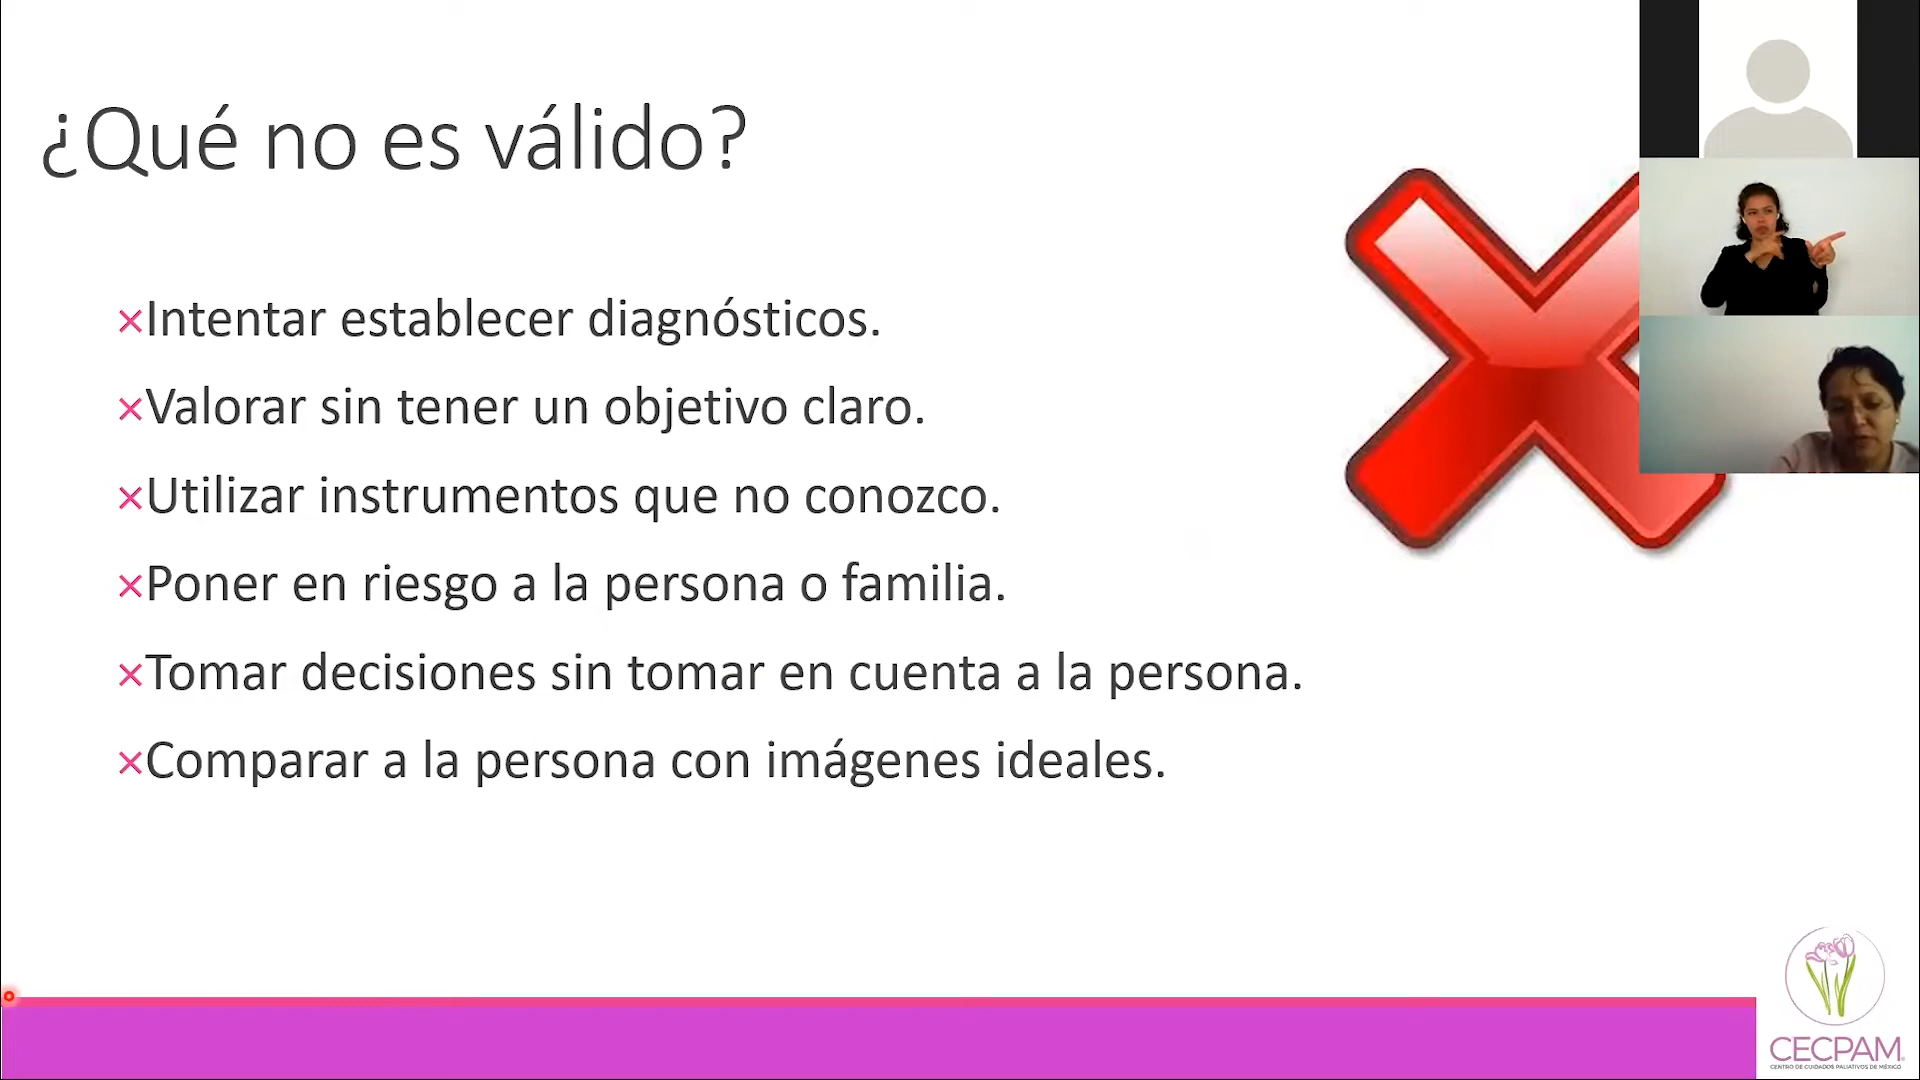 ¿Qué no es válido?
×Intentar establecer diagnósticos.
×Valorar sin tener un objetivo claro.
×Utilizar instrumentos que no conozco.
×Poner en riesgo a la persona o familia.
×Tomar decisiones sin tomar en cuenta a la persona.
×Comparar a la persona con imágenes ideales.
CECPAM
CENTRO DE CUIDADOS PALIATIVOS DE MÉXICO